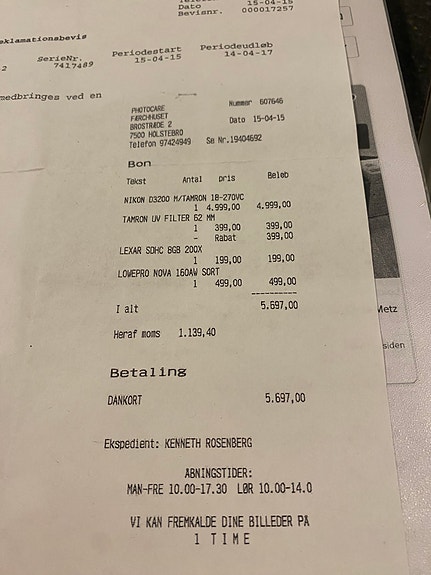 15-04-15
Dato
Bevisnr. 000017257
eklamationsbevis
SerieNr. Periodestart Periodeudløb
2 7417489 15-04-15 14-04-17
medbringes ved en
PHOTOCARE Nummer 607646
FÆRCHHUSET
BROSTRÆDE 2 Dato 15-04-15
7500 HOLSTEBRO
Telefon 97424949 Se Nr.19404692
Bon
Tekst Antal pris Beløb
NIKON D3200 M/TAMRON 18-270VC
1 4.999,00 4.999,00
TAMRON UV FILTER 62 MM
1 399,00 399,00
- Rabat 399,00
LEXAR SDHC 8GB 200X
1 199,00 199,00
LOWEPRO NOVA 160AW SORT
1 499,00 499,00
I alt 5.697,00
Heraf moms 1.139,40
Betaling
DANKORT 5.697,00
Ekspedient: KENNETH ROSENBERG
ÅBNINGSTIDER:
MAN-FRE 10.00-17.30 LØR 10.00-14.0
VI KAN FREMKALDE DINE BILLEDER PÅ
1 T I M E
Metz
siden